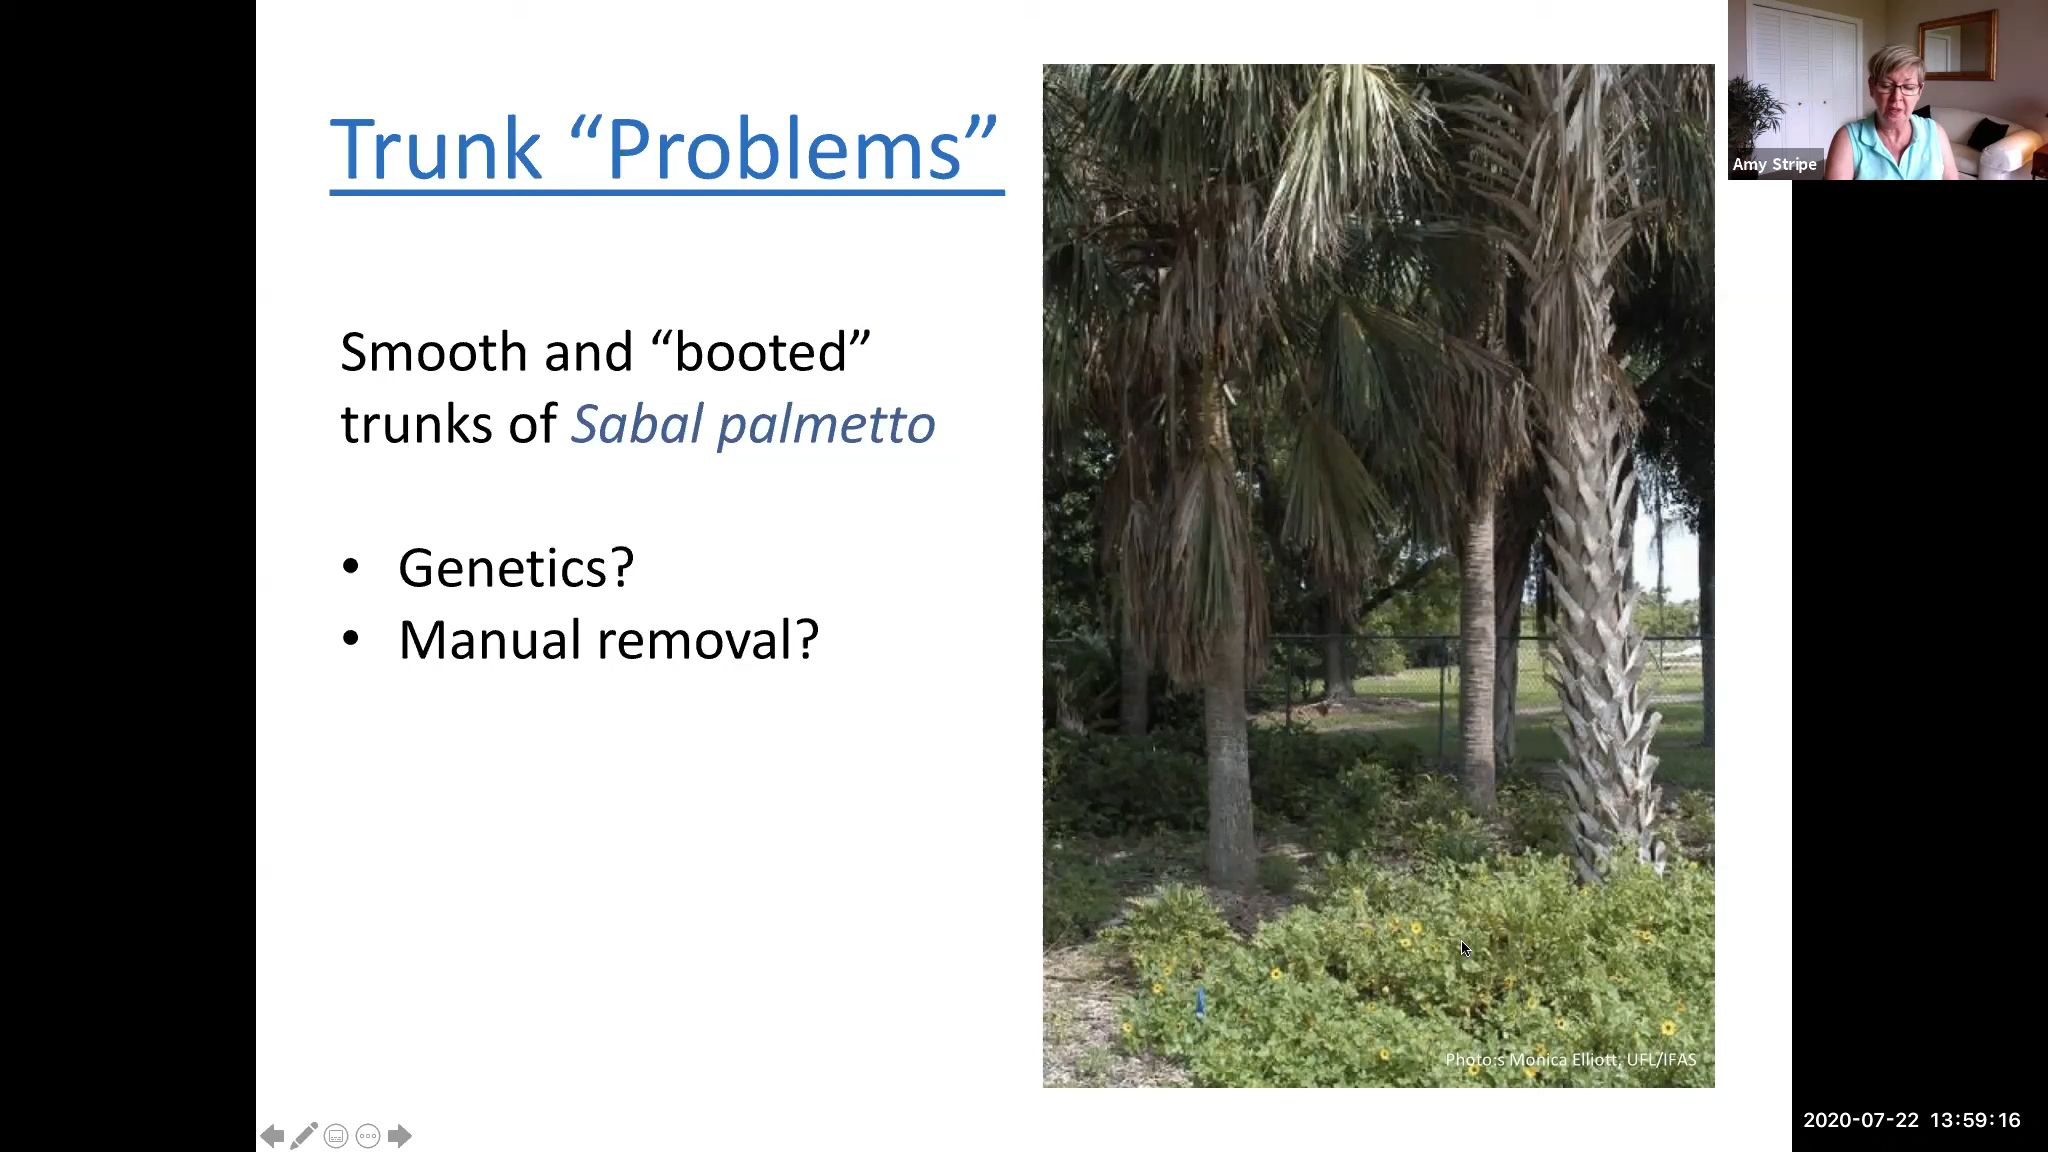 Trunk “Problems”
Amy Stripe
Smooth and “booted”
trunks of Sabal palmetto
• Genetics?
• Manual removal?
Photo:s Monica Elliott, UFL/IFAS
2020-07-22 13:59:16